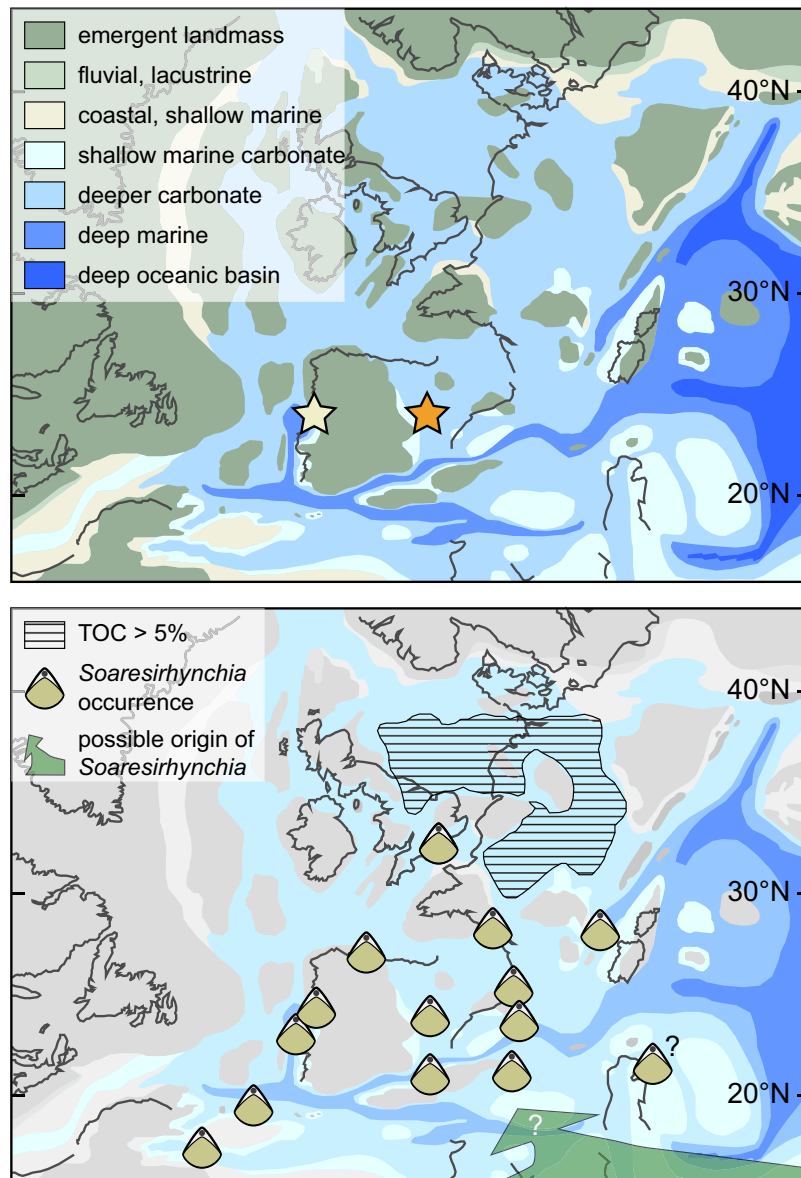 emergent landmass
fluvial, lacustrine
coastal, shallow marine
shallow marine carbonate
deeper carbonate
deep marine
deep oceanic basin
40°N
30°N
20°N
TOC > 5%
Soaresirhynchia
occurrence
possible origin of
Soaresirhynchia
40°N
30°N
?
20°N
?